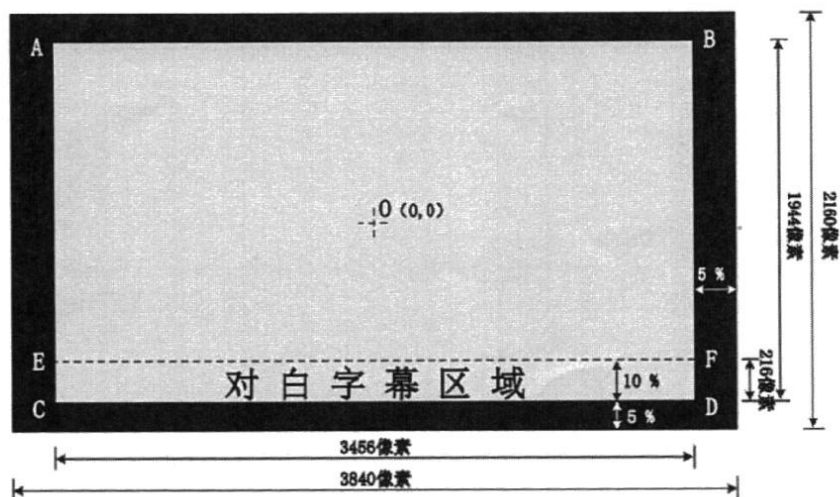 A
B
O (0,0)
2160像素
1944像素
5 %
E
F
对白字幕区域
10 %
216像素
C
D
5 %
3456像素
3840像素